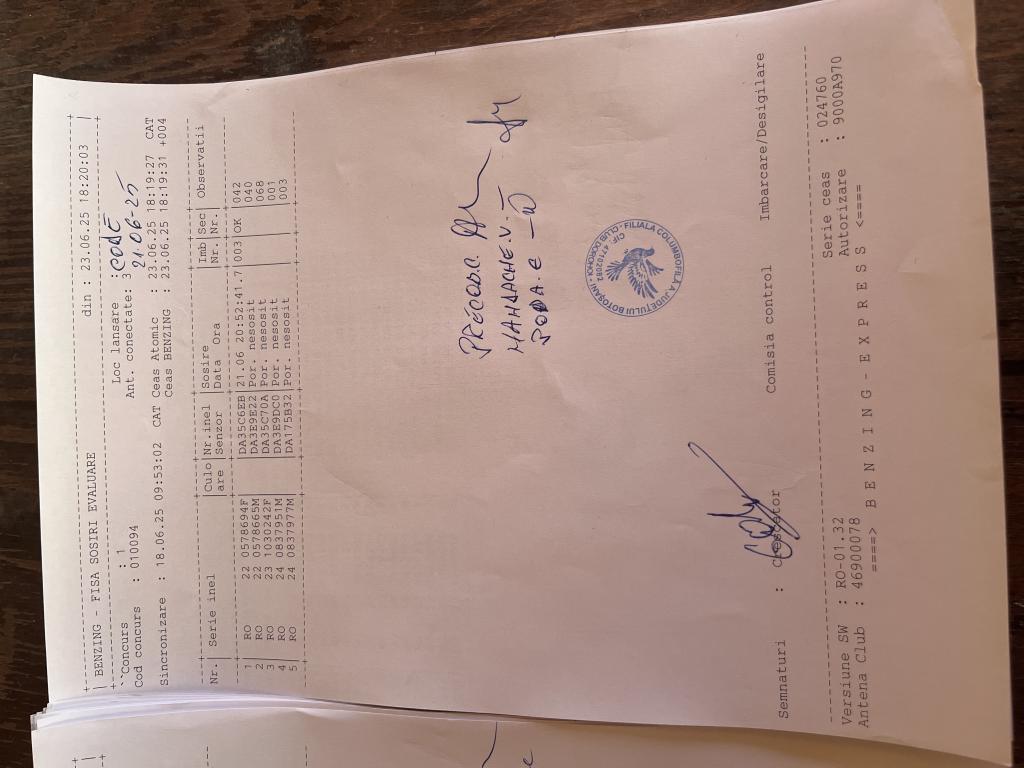 BENZING - FISA SOSIRI EVALUARE din : 23.06.25 18:20:03
``Concurs : 1 Loc lansare :
Cod concurs : 010094 Ant. conectate: 3 21-06-25
Sincronizare : 18.06.25 09:53:02 CAT Ceas Atomic : 23.06.25 18:19:27 CAT
Ceas BENZING : 23.06.25 18:19:31 +004
Nr. | Serie inel |Culo|Nr.inel |Sosire |Imb|Sec| Observatii
are |Senzor |Data Ora |Nr.|Nr.|
1 | RO 22 0578694F | |DA35C6EB|21.06 20:52:41.7|003|OK |042
2 | RO 22 0578665M | |DA3E9E22|Por. nesosit | | |040
3 | RO 23 1030242F | |DA3EC70A|Por. nesosit | | |068
4 | RO 24 0837951M | |DA3E9DC0|Por. nesosit | | |001
5 | RO 24 0837977M | |DA175B32|Por. nesosit | | |003
FILIALA COLUMBOFILA A JUDETULUI BOTOSANI
Semnaturi : Crescator Comisia control Imbarcare/Desigilare
Versiune SW : RO-01.32 Serie ceas : 024760
Antena Club : 46900078 Autorizare : 9000A970
====> B E N Z I N G - E X P R E S S <====